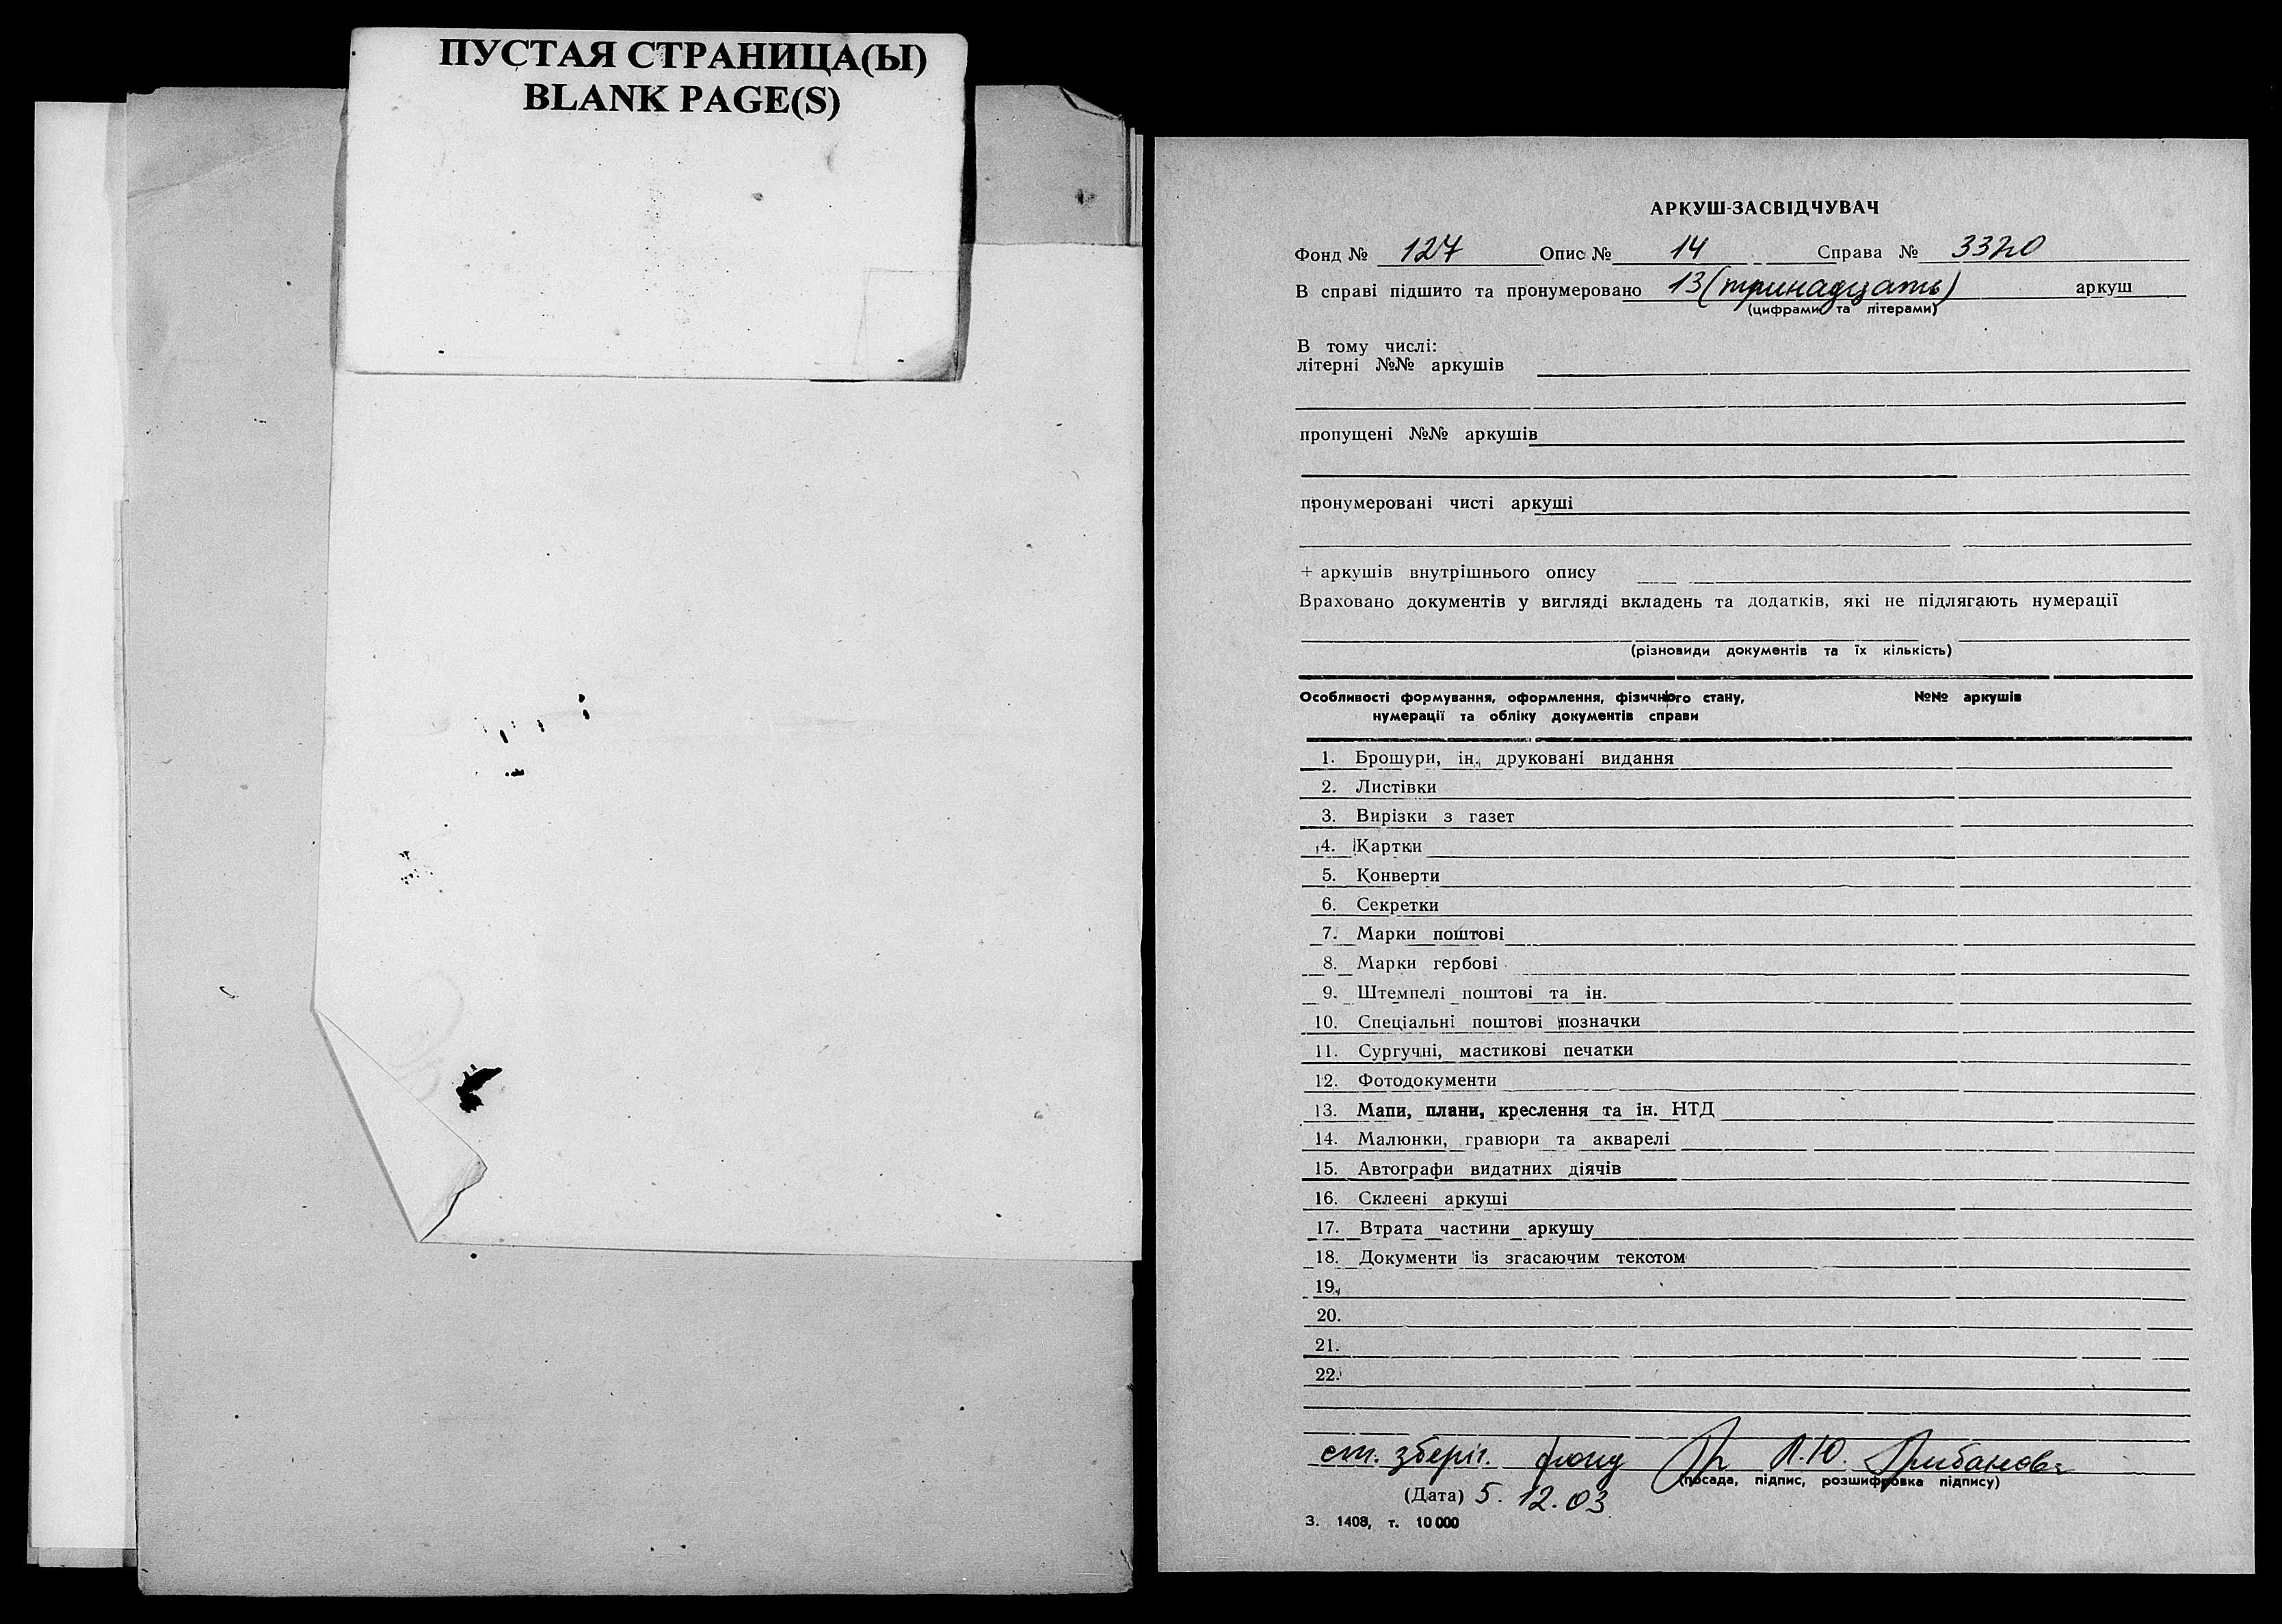 ПУСТАЯ СТРАНИЦА(Ы)
BLANK PAGE(S)
АРКУШ-ЗАСВІДЧУВАЧ
Фонд № 127 Опис № 14 Справа № 3320
В справі підшито та пронумеровано 13 (тринадцать) аркуш
(цифрами та літерами)
В тому числі:
літерні №№ аркушів
пропущені №№ аркушів
пронумеровані чисті аркуші
+ аркушів внутрішнього опису
Враховано документів у вигляді вкладень та додатків, які не підлягають нумерації
(різновиди документів та їх кількість)
Особливості формування, оформлення, фізичного стану, №№ аркушів
нумерації та обліку документів справи
1. Брошури, ін. друковані видання
2. Листівки
3. Вирізки з газет
4. Картки
5. Конверти
6. Секретки
7. Марки поштові
8. Марки гербові
9. Штемпелі поштові та ін.
10. Спеціальні поштові позначки
11. Сургучні, мастикові печатки
12. Фотодокументи
13. Мапи, плани, креслення та ін. НТД
14. Малюнки, гравюри та акварелі
15. Автографи видатних діячів
16. Склеєні аркуші
17. Втрата частини аркушу
18. Документи із згасаючим текстом
19.
20.
21.
22.
ст. зберіг. фонд
(посада, підпис, розшифровка підпису)
(Дата) 5. 12. 03
З. 1408, т. 10 000